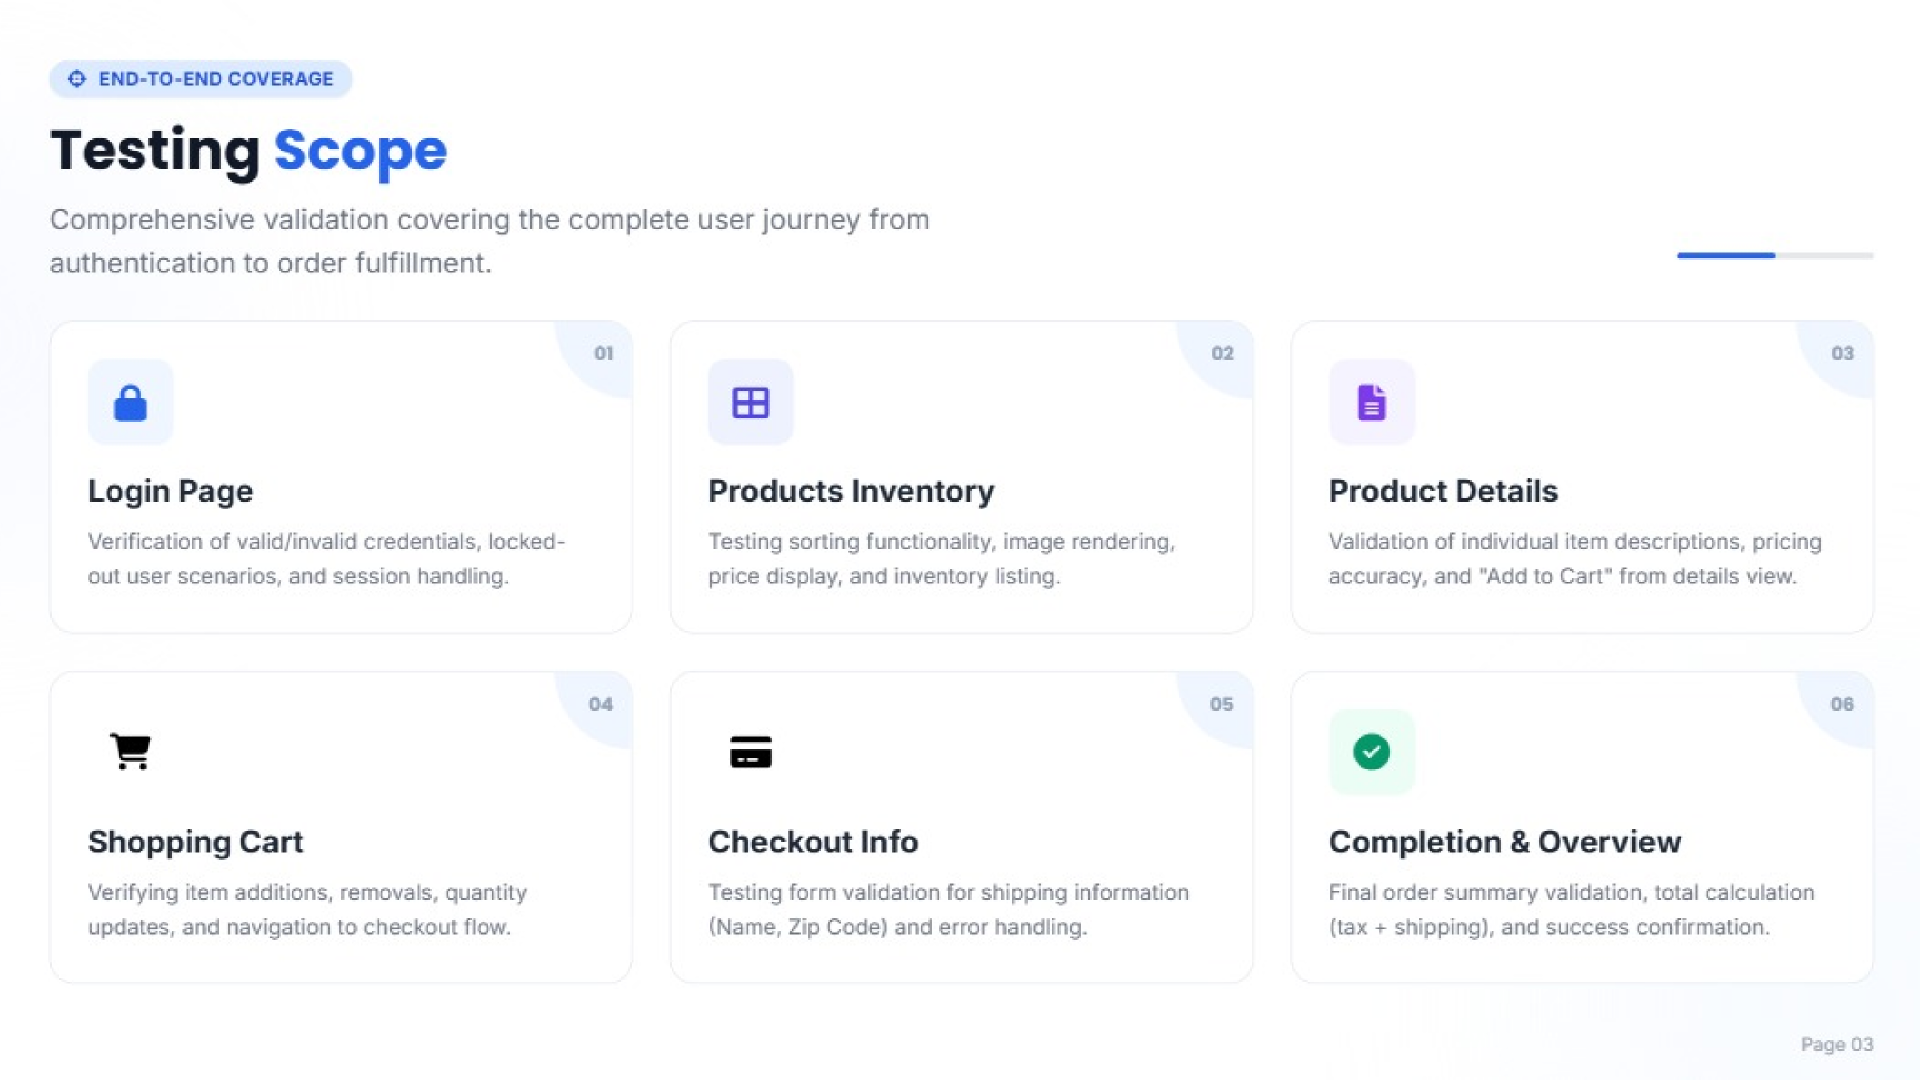 END-TO-END COVERAGE
Testing Scope
Comprehensive validation covering the complete user journey from
authentication to order fulfillment.
01
Login Page
Verification of valid/invalid credentials, locked-
out user scenarios, and session handling.
02
Products Inventory
Testing sorting functionality, image rendering,
price display, and inventory listing.
03
Product Details
Validation of individual item descriptions, pricing
accuracy, and "Add to Cart" from details view.
04
Shopping Cart
Verifying item additions, removals, quantity
updates, and navigation to checkout flow.
05
Checkout Info
Testing form validation for shipping information
(Name, Zip Code) and error handling.
06
Completion & Overview
Final order summary validation, total calculation
(tax + shipping), and success confirmation.
Page 03